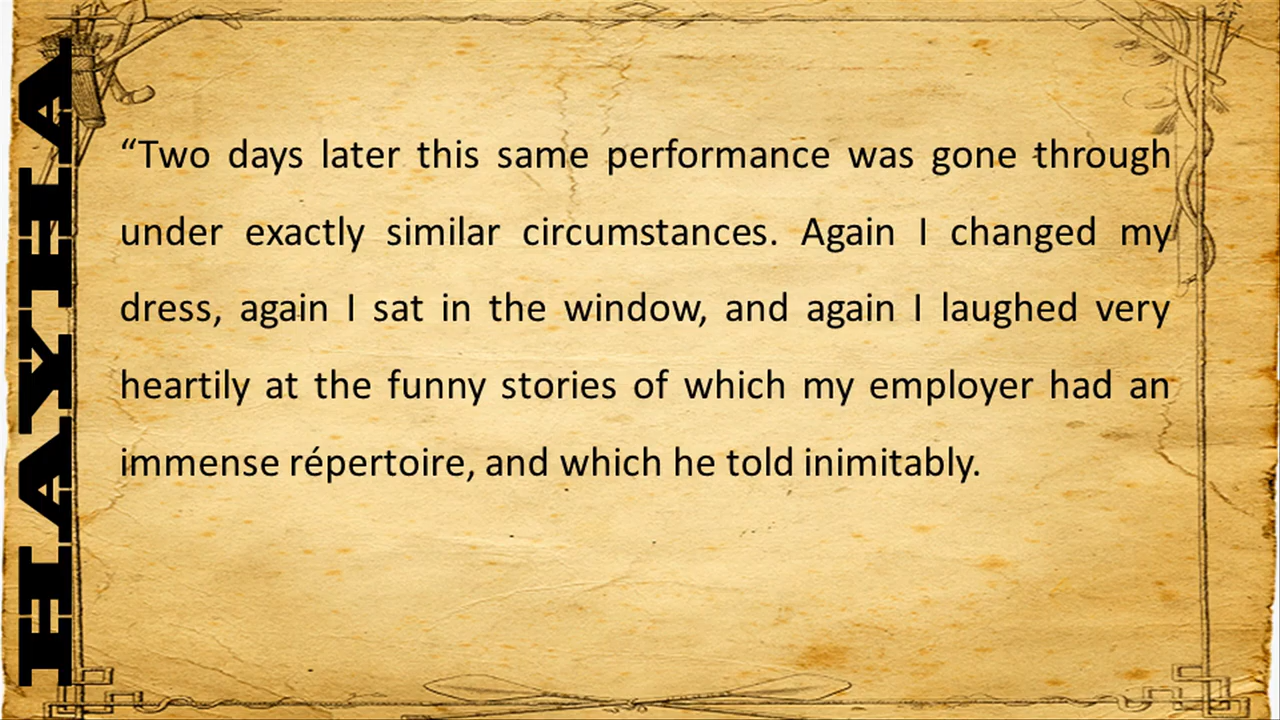 HAYHA
“Two days later this same performance was gone through
under exactly similar circumstances. Again I changed my
dress, again I sat in the window, and again I laughed very
heartily at the funny stories of which my employer had an
immense répertoire, and which he told inimitably.